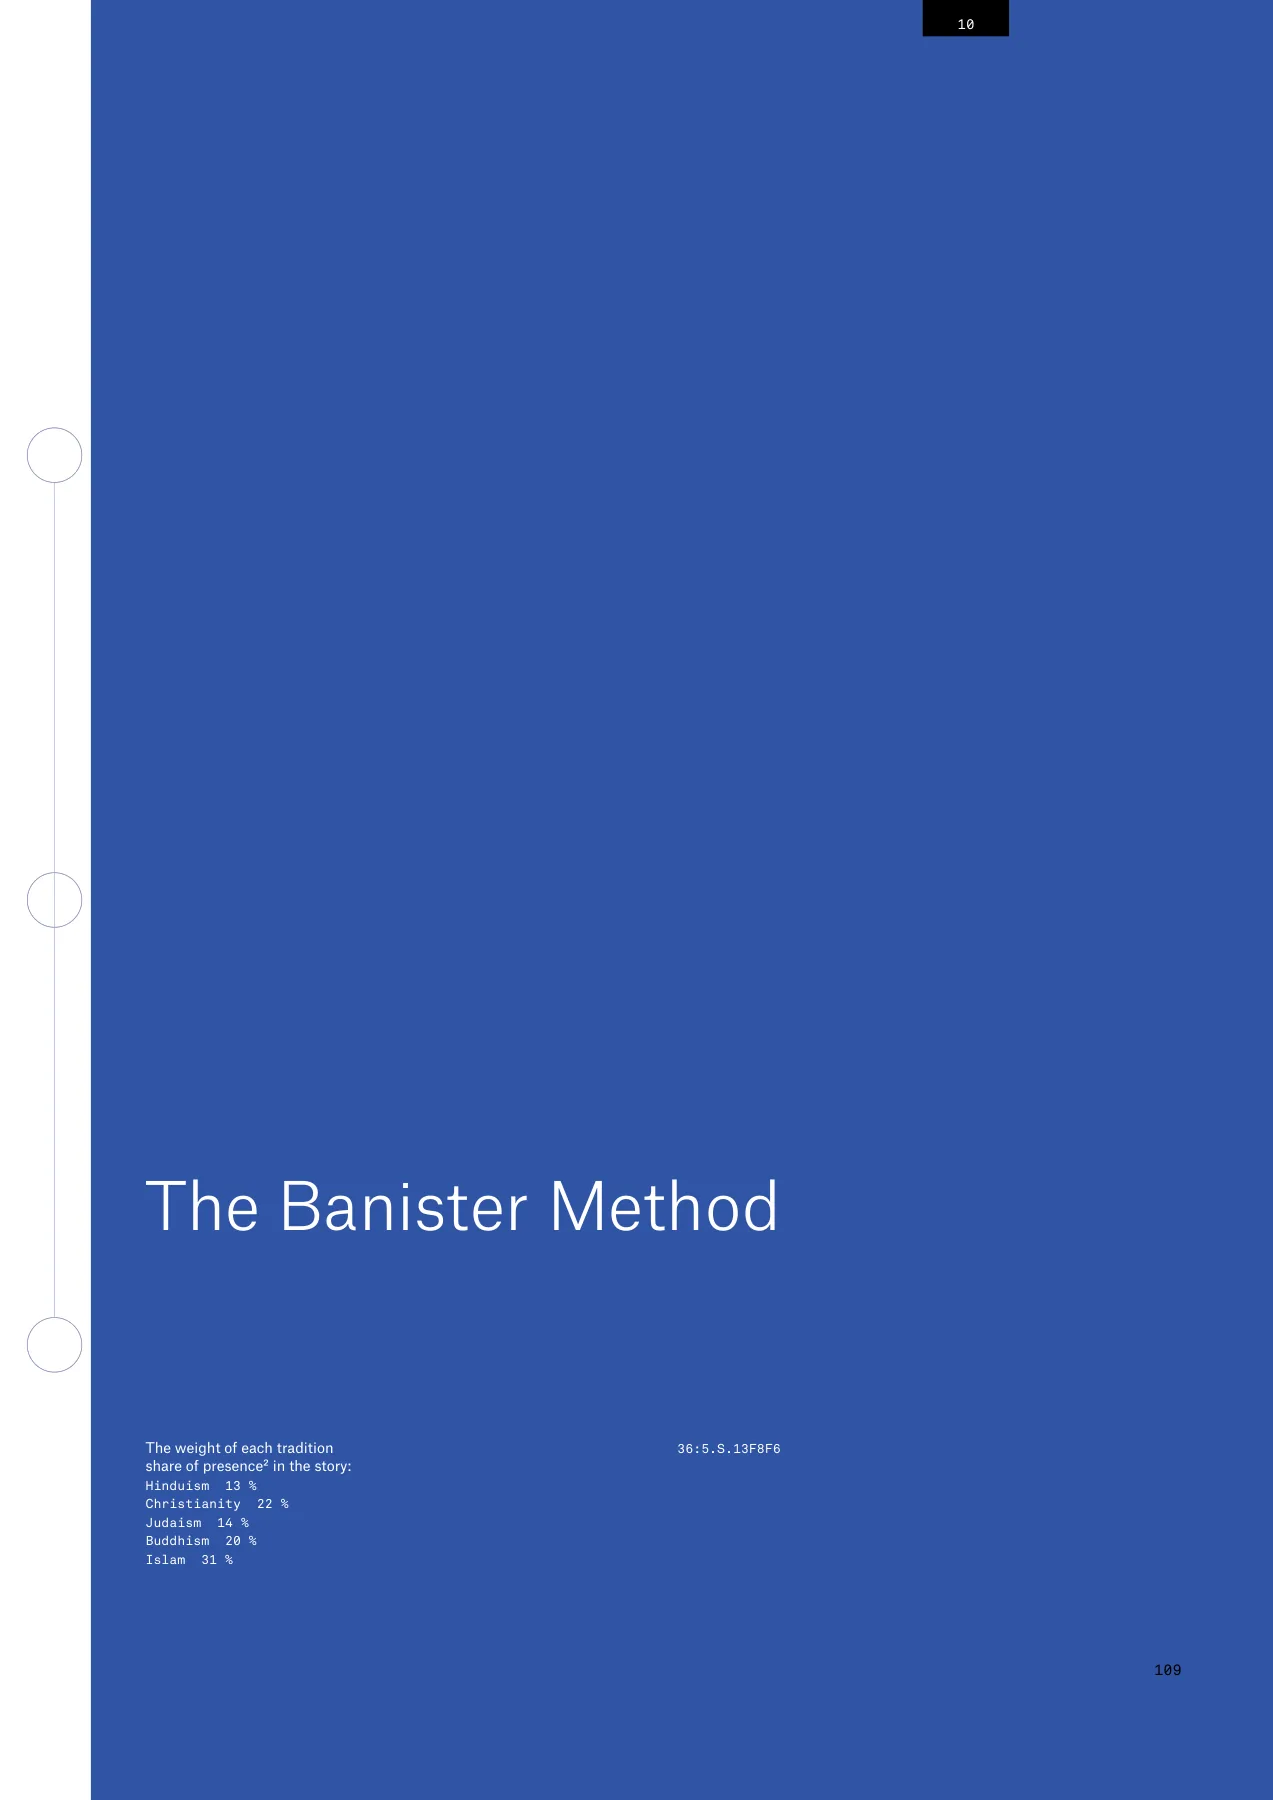 10
The Banister Method
The weight of each tradition
share of presence² in the story:
Hinduism  13 %
Christianity  22 %
Judaism  14 %
Buddhism  20 %
Islam  31 %
36:5.S.13F8F6
109